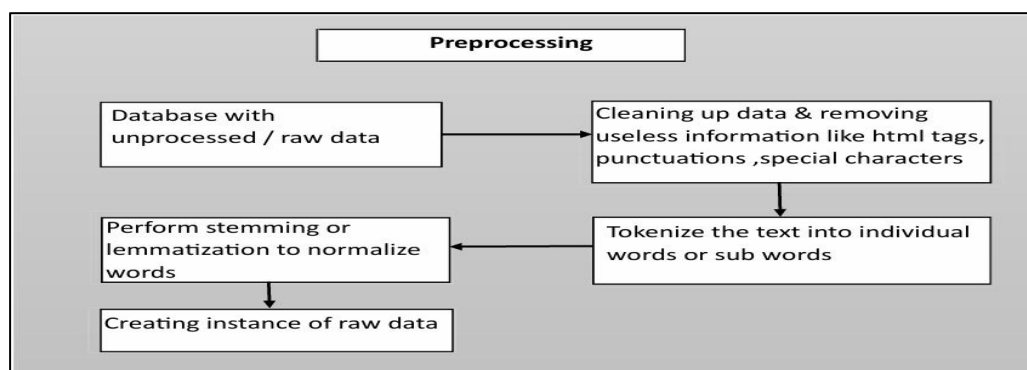 Preprocessing
Database with
unprocessed / raw data
Cleaning up data & removing
useless information like html tags,
punctuations ,special characters
Tokenize the text into individual
words or sub words
Perform stemming or
lemmatization to normalize
words
Creating instance of raw data